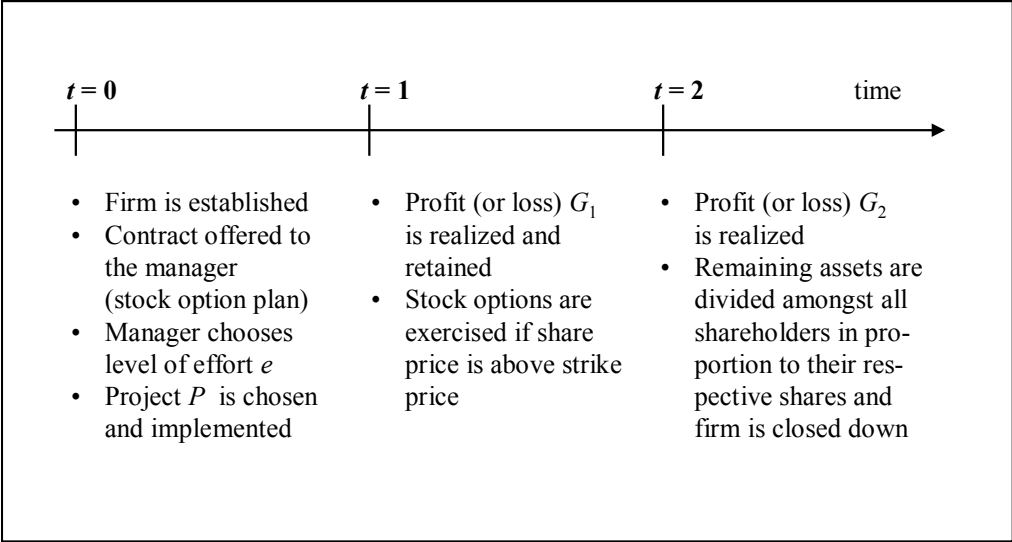 t = 0
t = 1
t = 2
time
• Firm is established
• Contract offered to
the manager
(stock option plan)
• Manager chooses
level of effort e
• Project P is chosen
and implemented
• Profit (or loss) G1
is realized and
retained
• Stock options are
exercised if share
price is above strike
price
• Profit (or loss) G2
is realized
• Remaining assets are
divided amongst all
shareholders in pro-
portion to their res-
pective shares and
firm is closed down